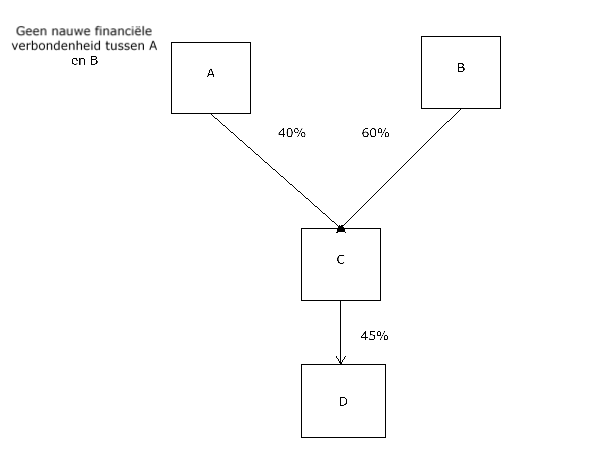 Geen nauwe financiële
verbondenheid tussen A
en B
A
B
40%
60%
C
45%
D